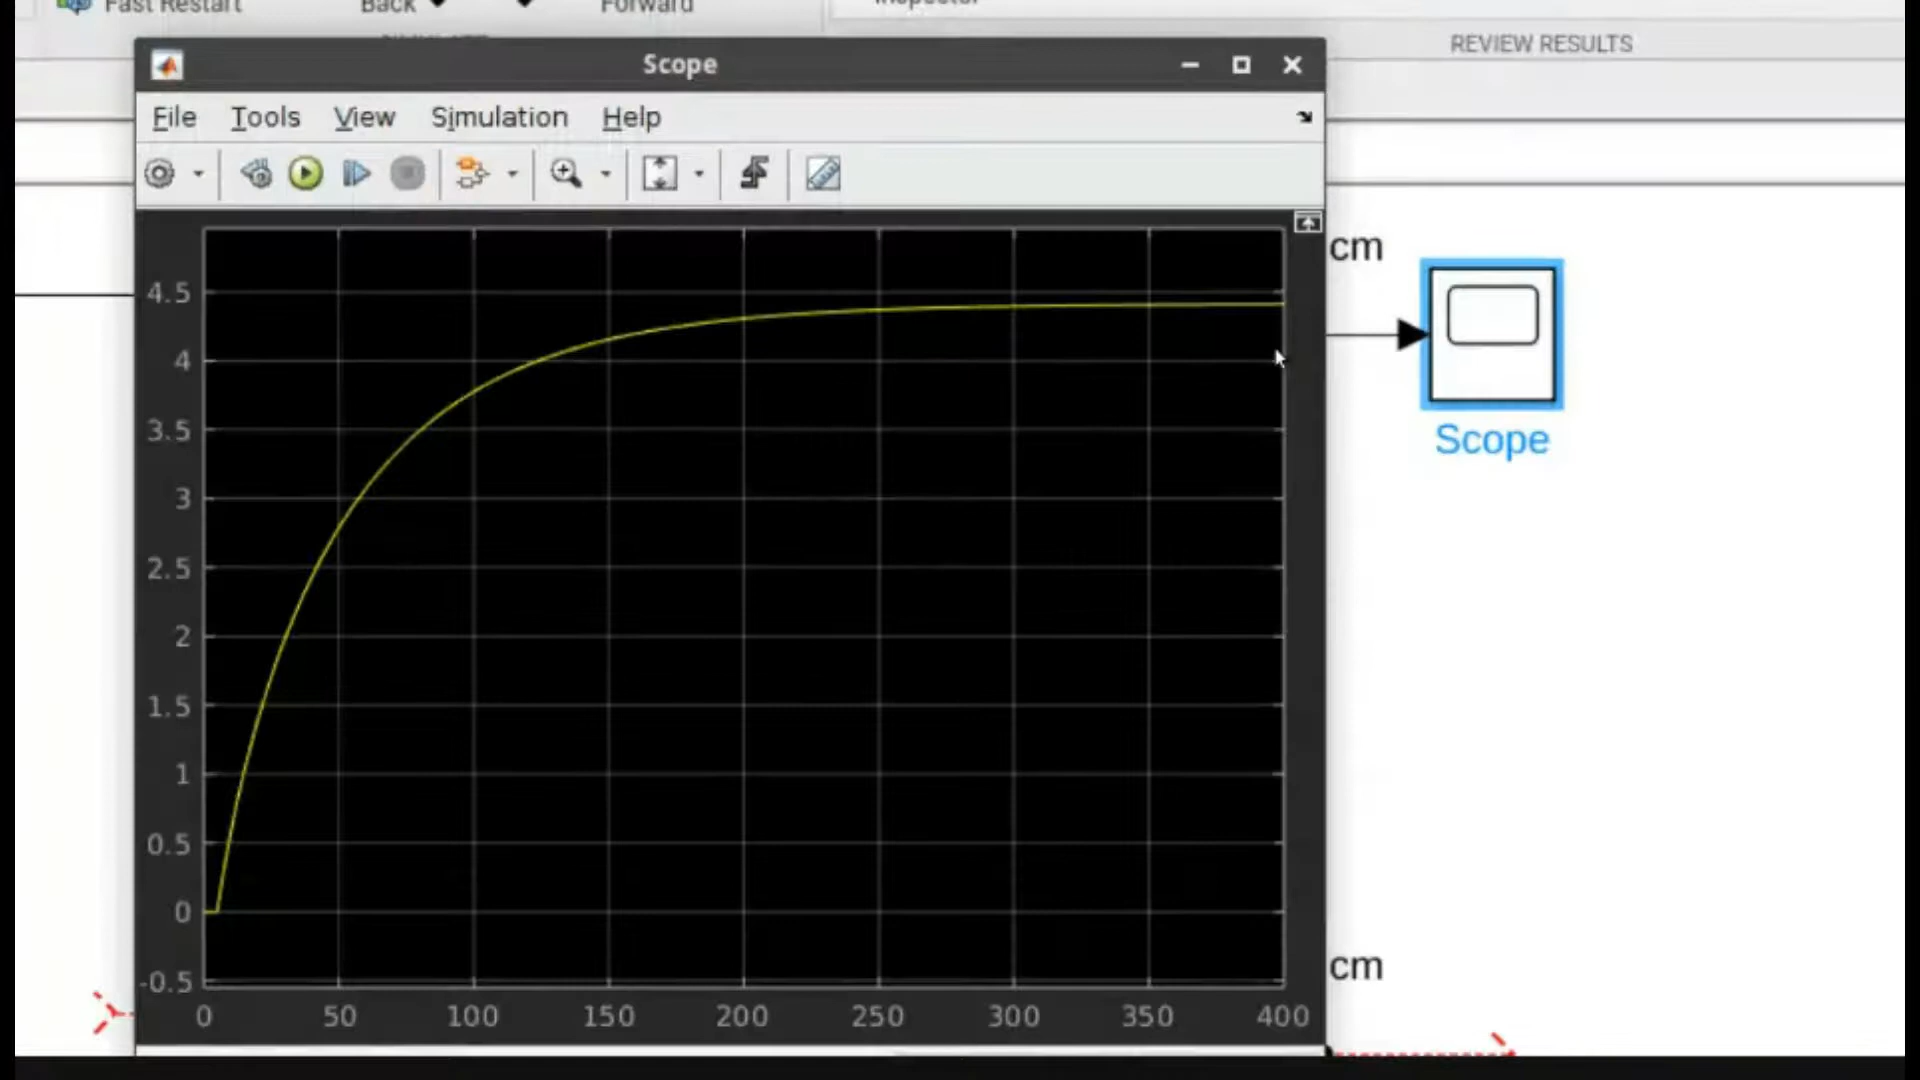 Fast Restart
Back
Forward
REVIEW RESULTS
Scope
File Tools View Simulation Help
cm
4.5
4
3.5
3
2.5
2
1.5
1
0.5
0
-0.5
0 50 100 150 200 250 300 350 400
Scope
cm